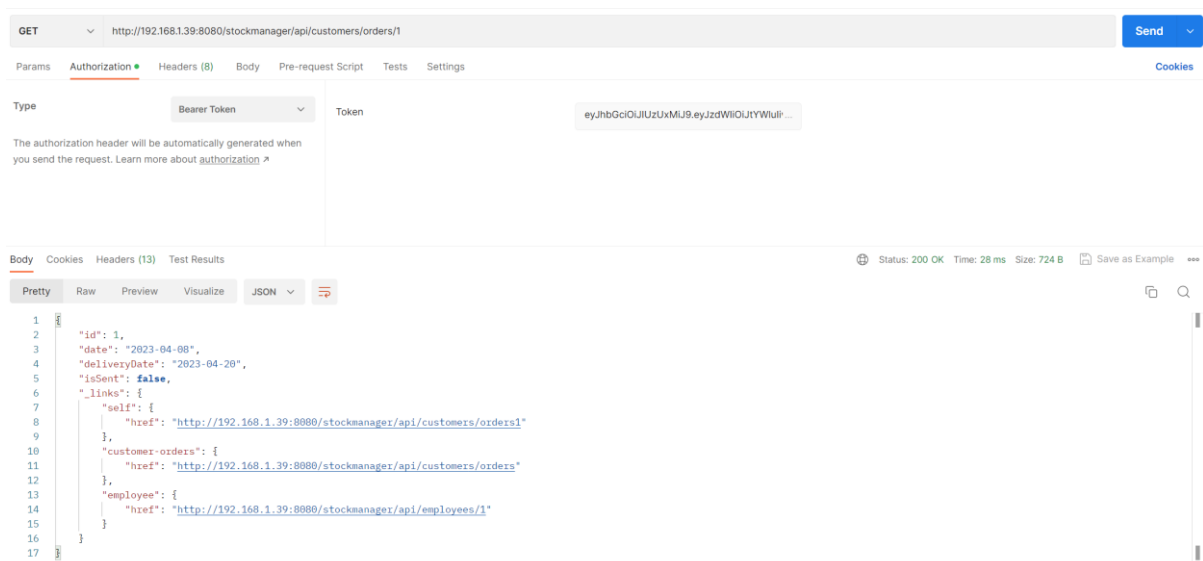 GET http://192.168.1.39:8080/stockmanager/api/customers/orders/1 Send
Params Authorization Headers (8) Body Pre-request Script Tests Settings Cookies
Type Bearer Token Token eyJhbGciOiJIUzUxMiJ9.eyJzdWIiOiJtYWluIi...
The authorization header will be automatically generated when
you send the request. Learn more about authorization ↗
Body Cookies Headers (13) Test Results Status: 200 OK Time: 28 ms Size: 724 B Save as Example
Pretty Raw Preview Visualize JSON
1 {
2 "id": 1,
3 "date": "2023-04-08",
4 "deliveryDate": "2023-04-20",
5 "isSent": false,
6 "_links": {
7 "self": {
8 "href": "http://192.168.1.39:8080/stockmanager/api/customers/orders1"
9 },
10 "customer-orders": {
11 "href": "http://192.168.1.39:8080/stockmanager/api/customers/orders"
12 },
13 "employee": {
14 "href": "http://192.168.1.39:8080/stockmanager/api/employees/1"
15 }
16 }
17 }